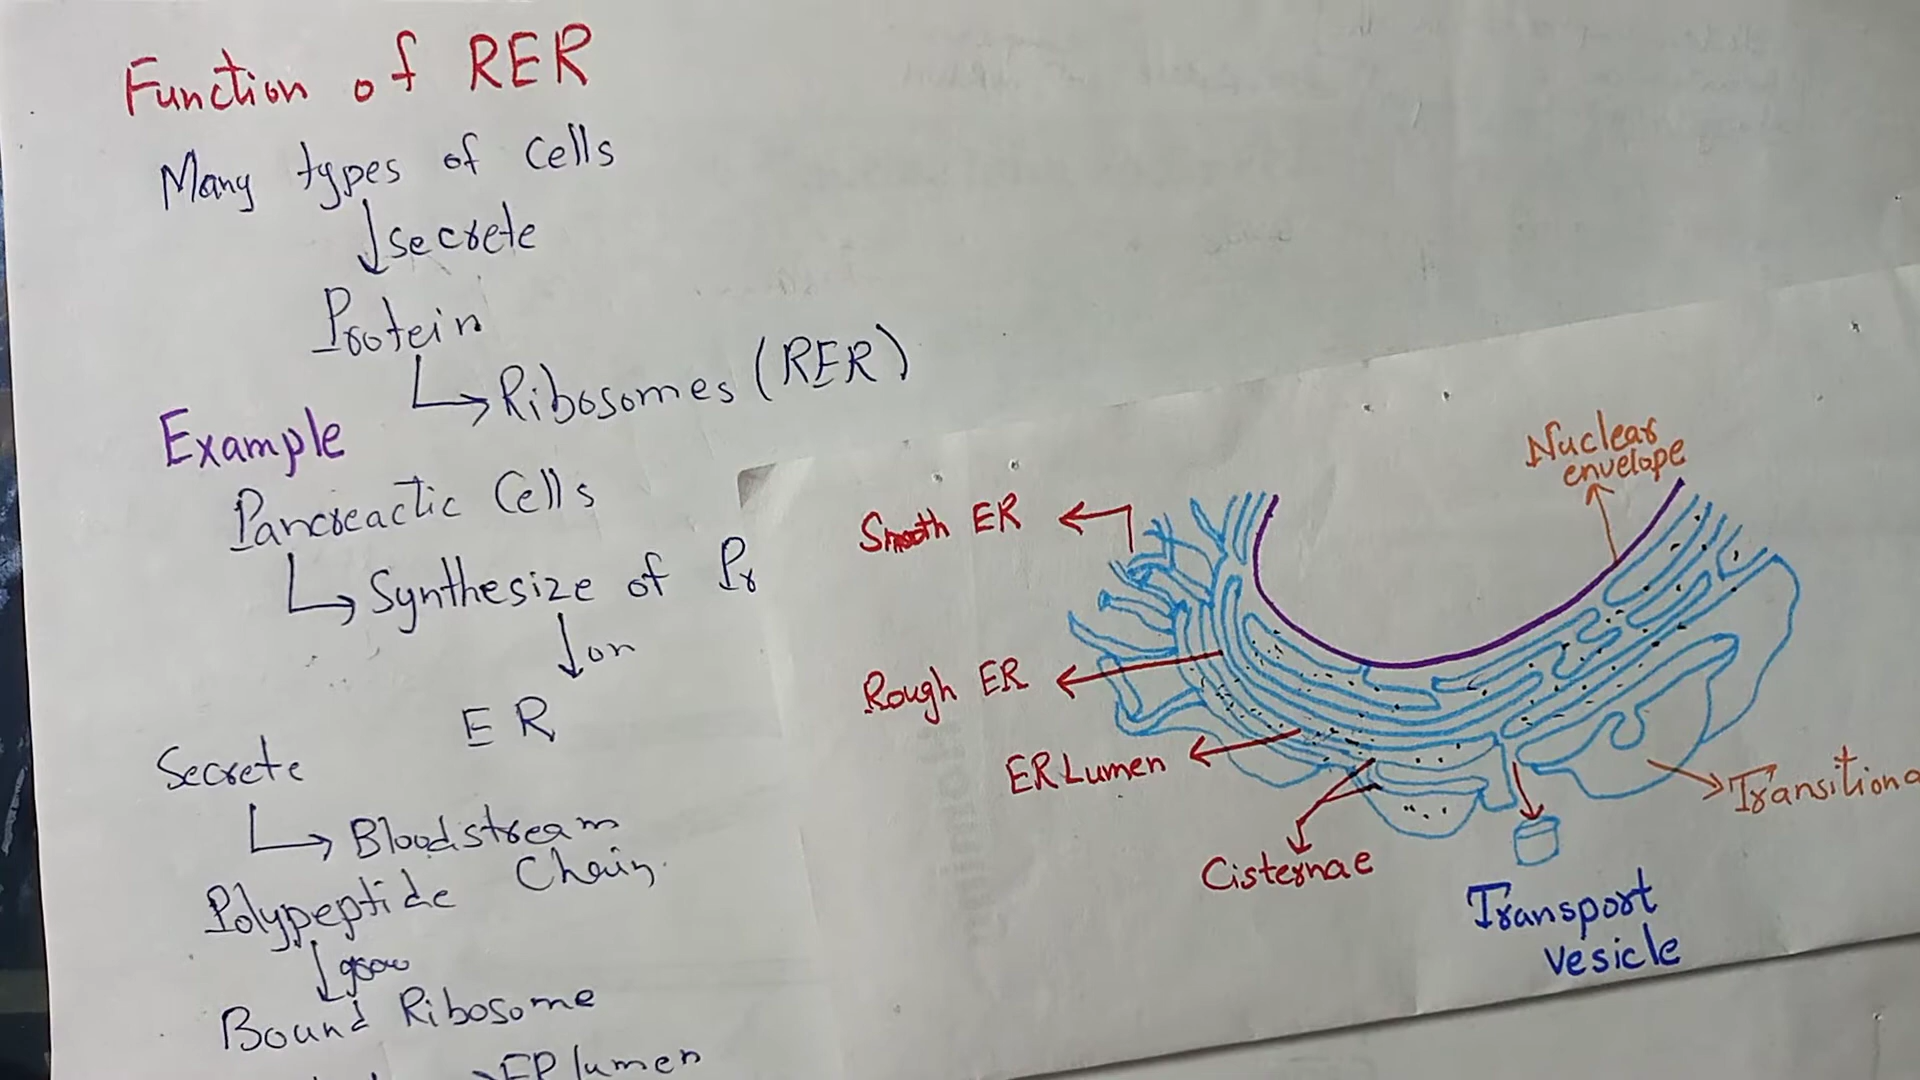 Function of RER
Many types of cells
secrete
Protein
Ribosomes (RER)
Example
Pancreactic Cells
Synthesize of Pr
on
ER
Secrete
Bloodstream
Polypeptide Chain.
grow
Bound Ribosome
ER lumen
Nuclear
envelope
Smooth ER
Rough ER
ER Lumen
Cisternae
Transitiona
Transport
vesicle